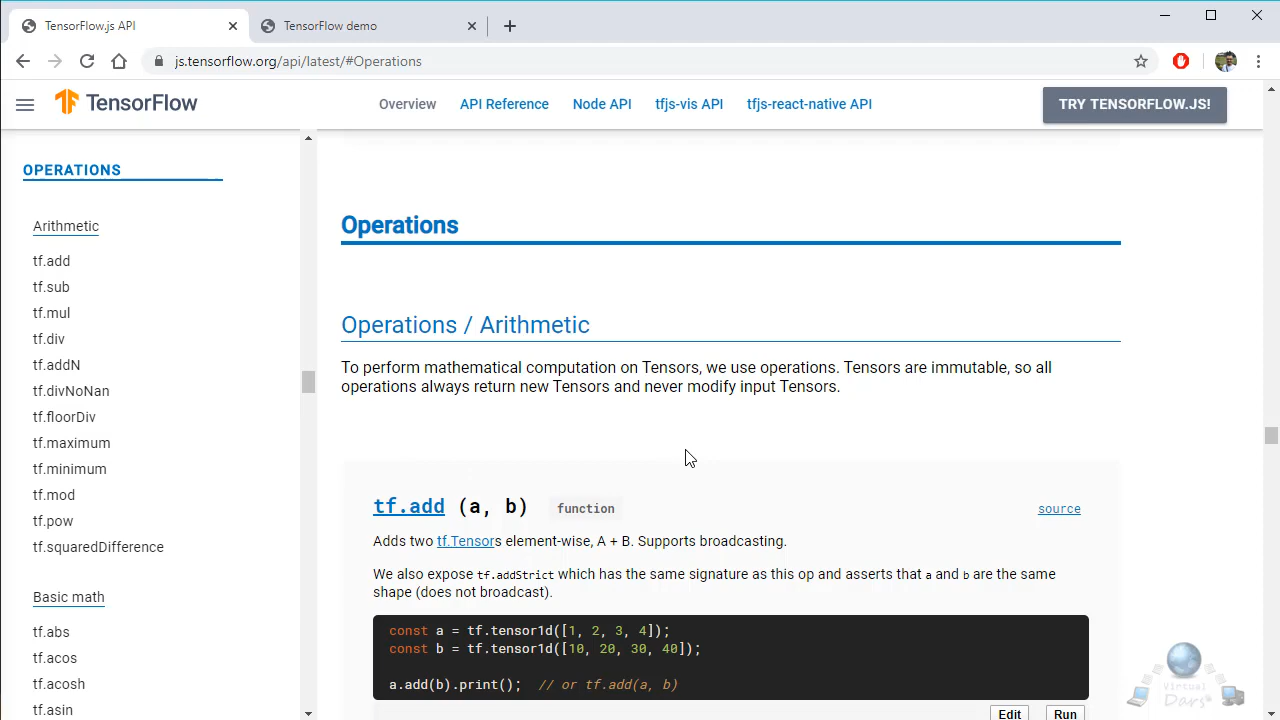 TensorFlow.js API
TensorFlow demo
js.tensorflow.org/api/latest/#Operations
TensorFlow
Overview
API Reference
Node API
tfjs-vis API
tfjs-react-native API
TRY TENSORFLOW.JS!
OPERATIONS
Arithmetic
tf.add
tf.sub
tf.mul
tf.div
tf.addN
tf.divNoNan
tf.floorDiv
tf.maximum
tf.minimum
tf.mod
tf.pow
tf.squaredDifference
Basic math
tf.abs
tf.acos
tf.acosh
tf.asin
Operations
Operations / Arithmetic
To perform mathematical computation on Tensors, we use operations. Tensors are immutable, so all
operations always return new Tensors and never modify input Tensors.
tf.add (a, b) function
source
Adds two tf.Tensors element-wise, A + B. Supports broadcasting.
We also expose tf.addStrict which has the same signature as this op and asserts that a and b are the same
shape (does not broadcast).
const a = tf.tensor1d([1, 2, 3, 4]);
const b = tf.tensor1d([10, 20, 30, 40]);
a.add(b).print(); // or tf.add(a, b)
Edit
Run
Virtual
Dars